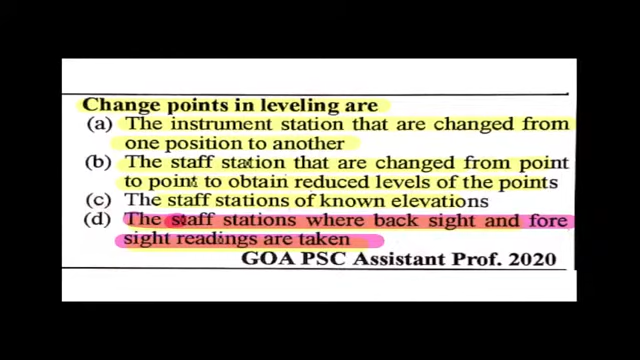 Change points in leveling are
(a) The instrument station that are changed from
one position to another
(b) The staff station that are changed from point
to point to obtain reduced levels of the points
(c) The staff stations of known elevations
(d) The staff stations where back sight and fore
sight readings are taken
GOA PSC Assistant Prof. 2020